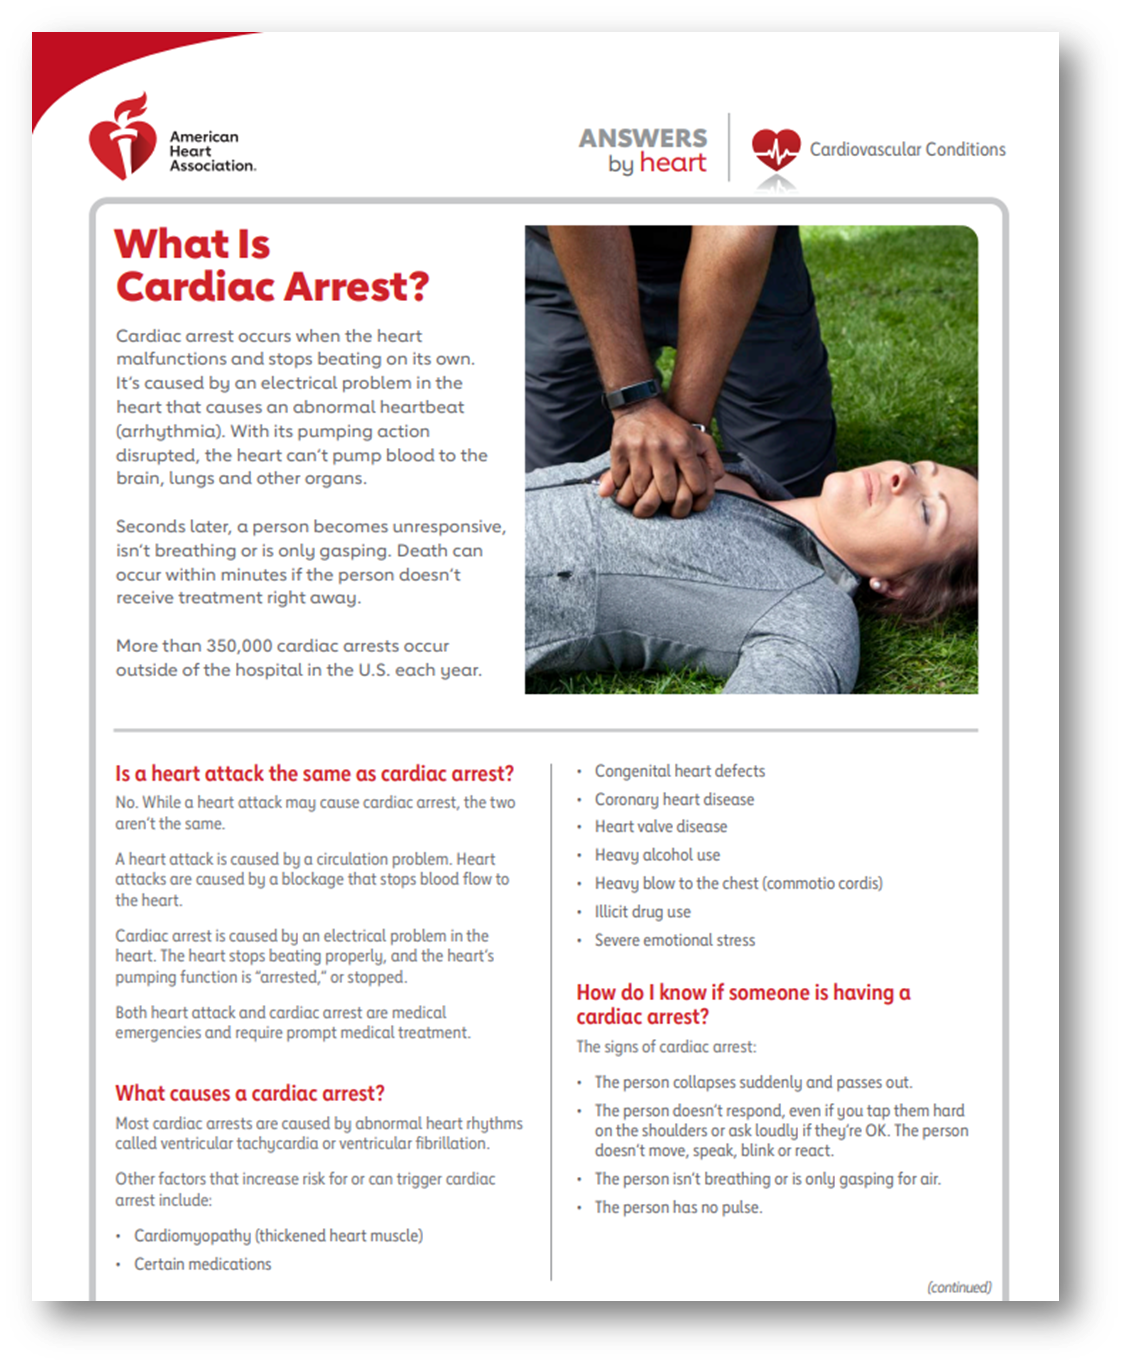 American
Heart
Association.
ANSWERS
by heart
Cardiovascular Conditions
What Is
Cardiac Arrest?
Cardiac arrest occurs when the heart
malfunctions and stops beating on its own.
It's caused by an electrical problem in the
heart that causes an abnormal heartbeat
(arrhythmia). With its pumping action
disrupted, the heart can't pump blood to the
brain, lungs and other organs.
Seconds later, a person becomes unresponsive,
isn't breathing or is only gasping. Death can
occur within minutes if the person doesn't
receive treatment right away.
More than 350,000 cardiac arrests occur
outside of the hospital in the U.S. each year.
Is a heart attack the same as cardiac arrest?
No. While a heart attack may cause cardiac arrest, the two
aren't the same.
A heart attack is caused by a circulation problem. Heart
attacks are caused by a blockage that stops blood flow to
the heart.
Cardiac arrest is caused by an electrical problem in the
heart. The heart stops beating properly, and the heart's
pumping function is "arrested," or stopped.
Both heart attack and cardiac arrest are medical
emergencies and require prompt medical treatment.
What causes a cardiac arrest?
Most cardiac arrests are caused by abnormal heart rhythms
called ventricular tachycardia or ventricular fibrillation.
Other factors that increase risk for or can trigger cardiac
arrest include:
• Cardiomyopathy (thickened heart muscle)
• Certain medications
• Congenital heart defects
• Coronary heart disease
• Heart valve disease
• Heavy alcohol use
• Heavy blow to the chest (commotio cordis)
• Illicit drug use
• Severe emotional stress
How do I know if someone is having a
cardiac arrest?
The signs of cardiac arrest:
• The person collapses suddenly and passes out.
• The person doesn't respond, even if you tap them hard
on the shoulders or ask loudly if they're OK. The person
doesn't move, speak, blink or react.
• The person isn't breathing or is only gasping for air.
• The person has no pulse.
(continued)